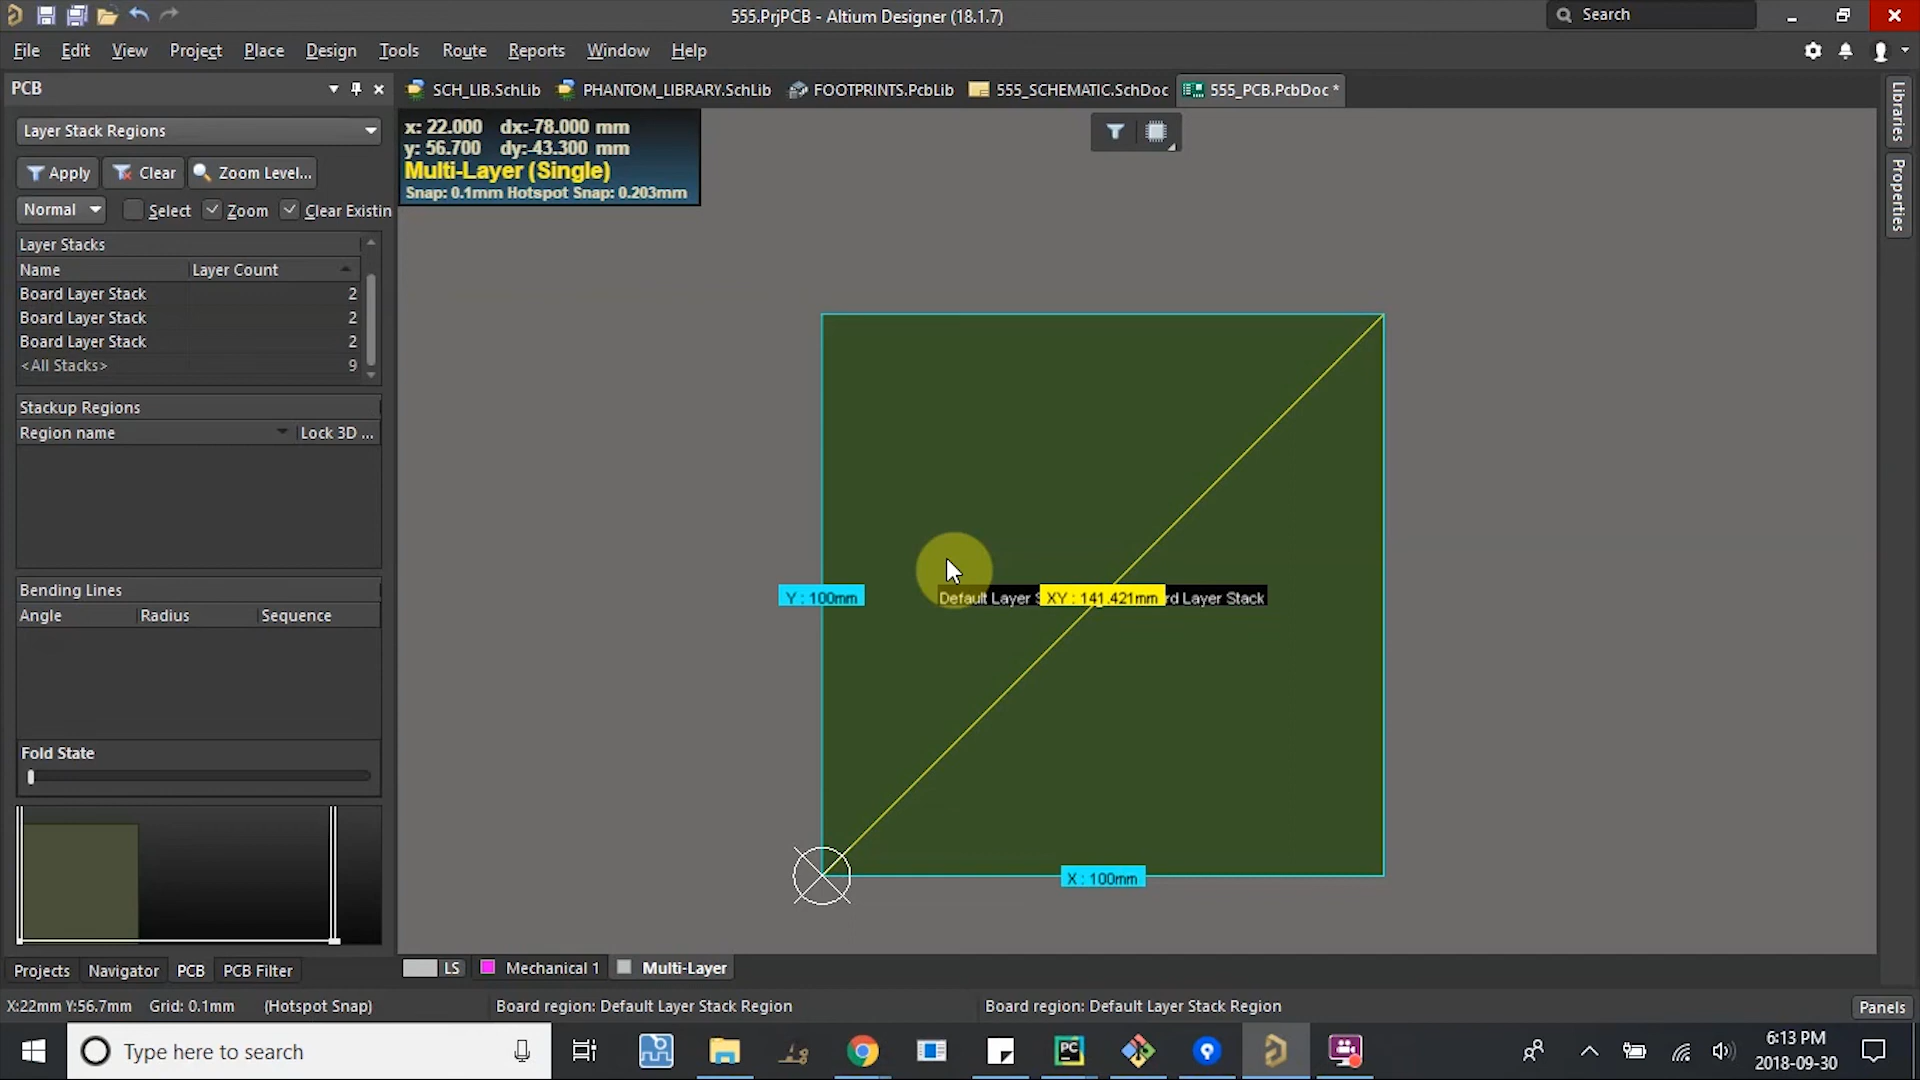 555.PrjPCB - Altium Designer (18.1.7)
Search
File Edit View Project Place Design Tools Route Reports Window Help
PCB
SCH_LIB.SchLib PHANTOM_LIBRARY.SchLib FOOTPRINTS.PcbLib 555_SCHEMATIC.SchDoc 555_PCB.PcbDoc *
Libraries
Properties
Layer Stack Regions
Apply Clear Zoom Level...
Normal Select Zoom Clear Existin
Layer Stacks
Name Layer Count
Board Layer Stack 2
Board Layer Stack 2
Board Layer Stack 2
<All Stacks> 9
Stackup Regions
Region name Lock 3D ...
Bending Lines
Angle Radius Sequence
Fold State
x: 22.000 dx:-78.000 mm
y: 56.700 dy:-43.300 mm
Multi-Layer (Single)
Snap: 0.1mm Hotspot Snap: 0.203mm
Y : 100mm
Default Layer S
XY : 141.421mm
rd Layer Stack
X : 100mm
Projects Navigator PCB PCB Filter
LS Mechanical 1 Multi-Layer
X:22mm Y:56.7mm Grid: 0.1mm (Hotspot Snap) Board region: Default Layer Stack Region Board region: Default Layer Stack Region Panels
Type here to search
PC
6:13 PM
2018-09-30